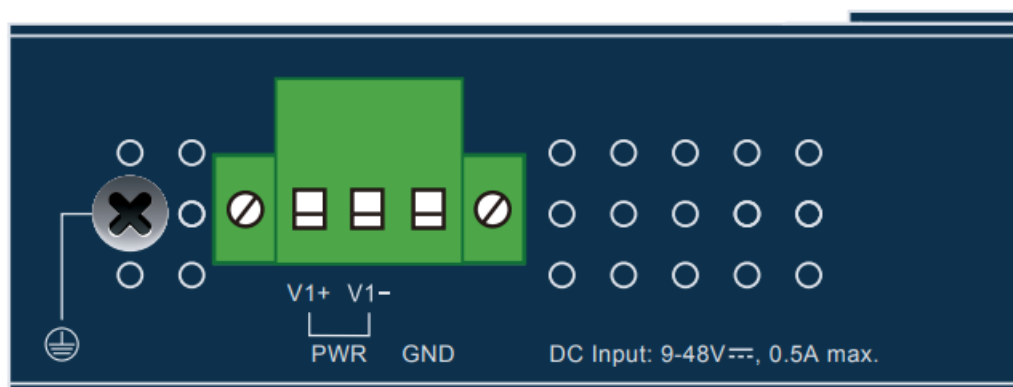 V1+ V1−
PWR GND
DC Input: 9-48V⎓, 0.5A max.